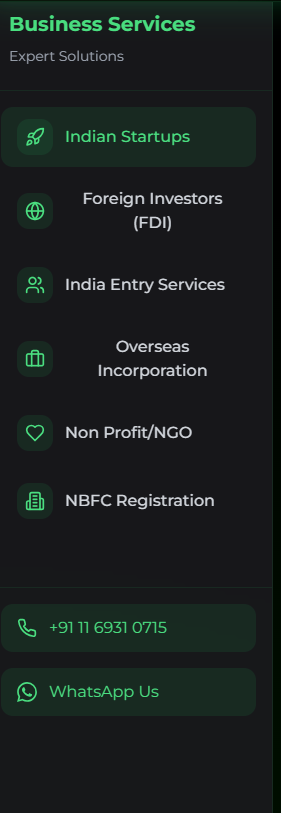 Business Services
Expert Solutions
Indian Startups
Foreign Investors
(FDI)
India Entry Services
Overseas
Incorporation
Non Profit/NGO
NBFC Registration
+91 11 6931 0715
WhatsApp Us